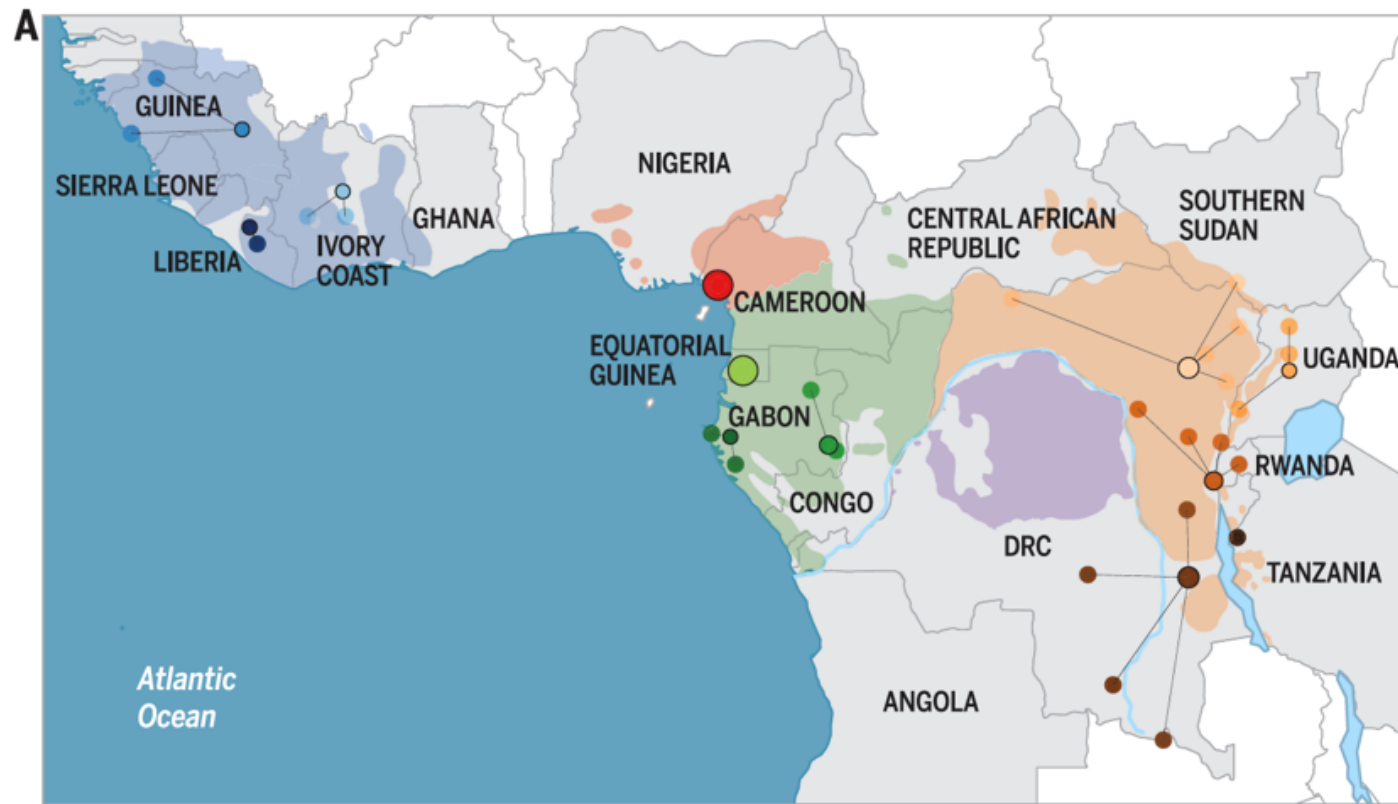 A
GUINEA
SIERRA LEONE
LIBERIA
IVORY
COAST
GHANA
NIGERIA
CENTRAL AFRICAN
REPUBLIC
SOUTHERN
SUDAN
CAMEROON
EQUATORIAL
GUINEA
GABON
CONGO
UGANDA
RWANDA
DRC
TANZANIA
ANGOLA
Atlantic
Ocean